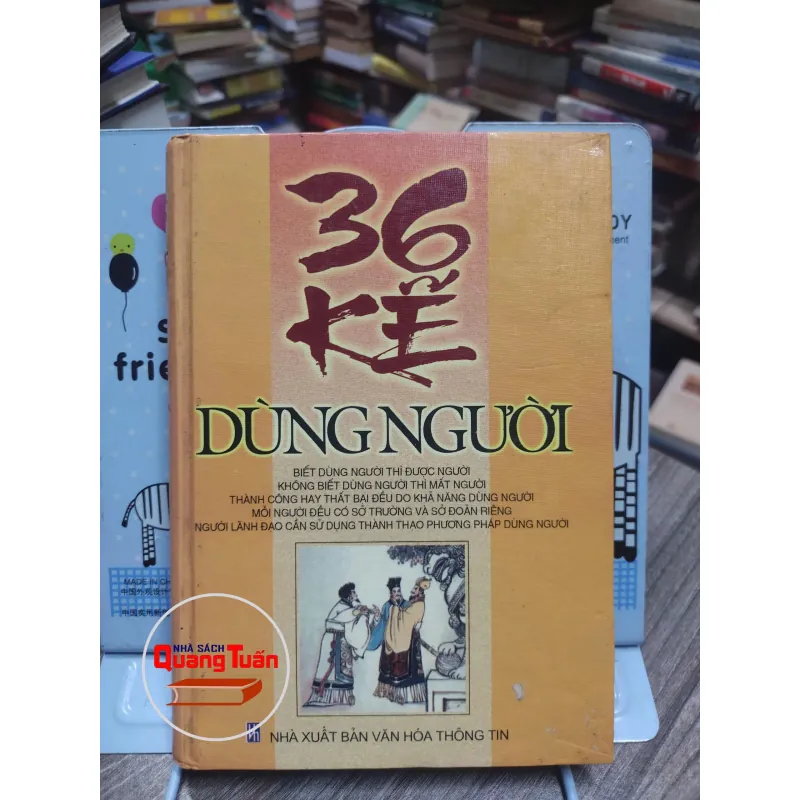 36
KẾ
DÙNG NGƯỜI
BIẾT DÙNG NGƯỜI THÌ ĐƯỢC NGƯỜI
KHÔNG BIẾT DÙNG NGƯỜI THÌ MẤT NGƯỜI
THÀNH CÔNG HAY THẤT BẠI ĐỀU DO KHẢ NĂNG DÙNG NGƯỜI
MỖI NGƯỜI ĐỀU CÓ SỞ TRƯỜNG VÀ SỞ ĐOẢN RIÊNG
NGƯỜI LÃNH ĐẠO CẦN SỬ DỤNG THÀNH THẠO PHƯƠNG PHÁP DÙNG NGƯỜI
NHÀ XUẤT BẢN VĂN HÓA THÔNG TIN
NHÀ SÁCH
Quang Tuấn
MADE IN CH